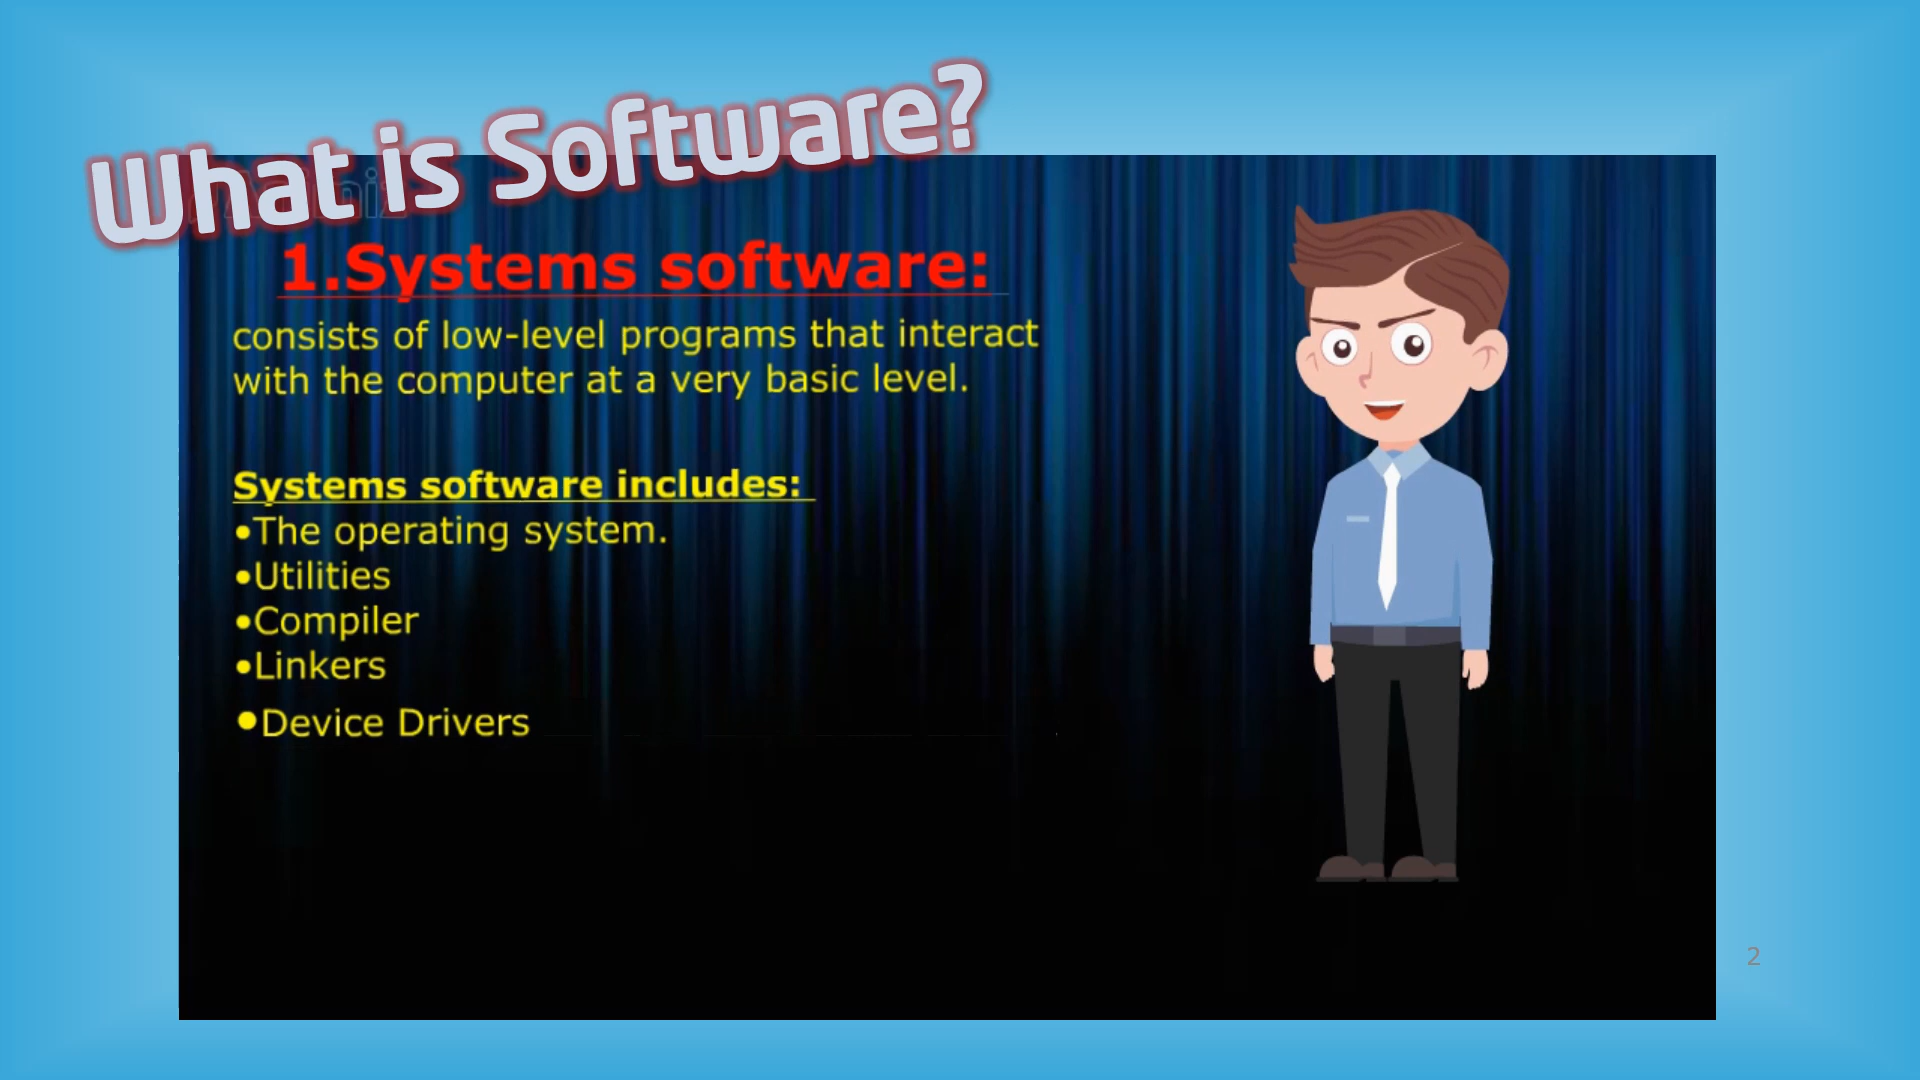 What is Software?
1.Systems software:
consists of low-level programs that interact
with the computer at a very basic level.
Systems software includes:
•The operating system.
•Utilities
•Compiler
•Linkers
•Device Drivers
2